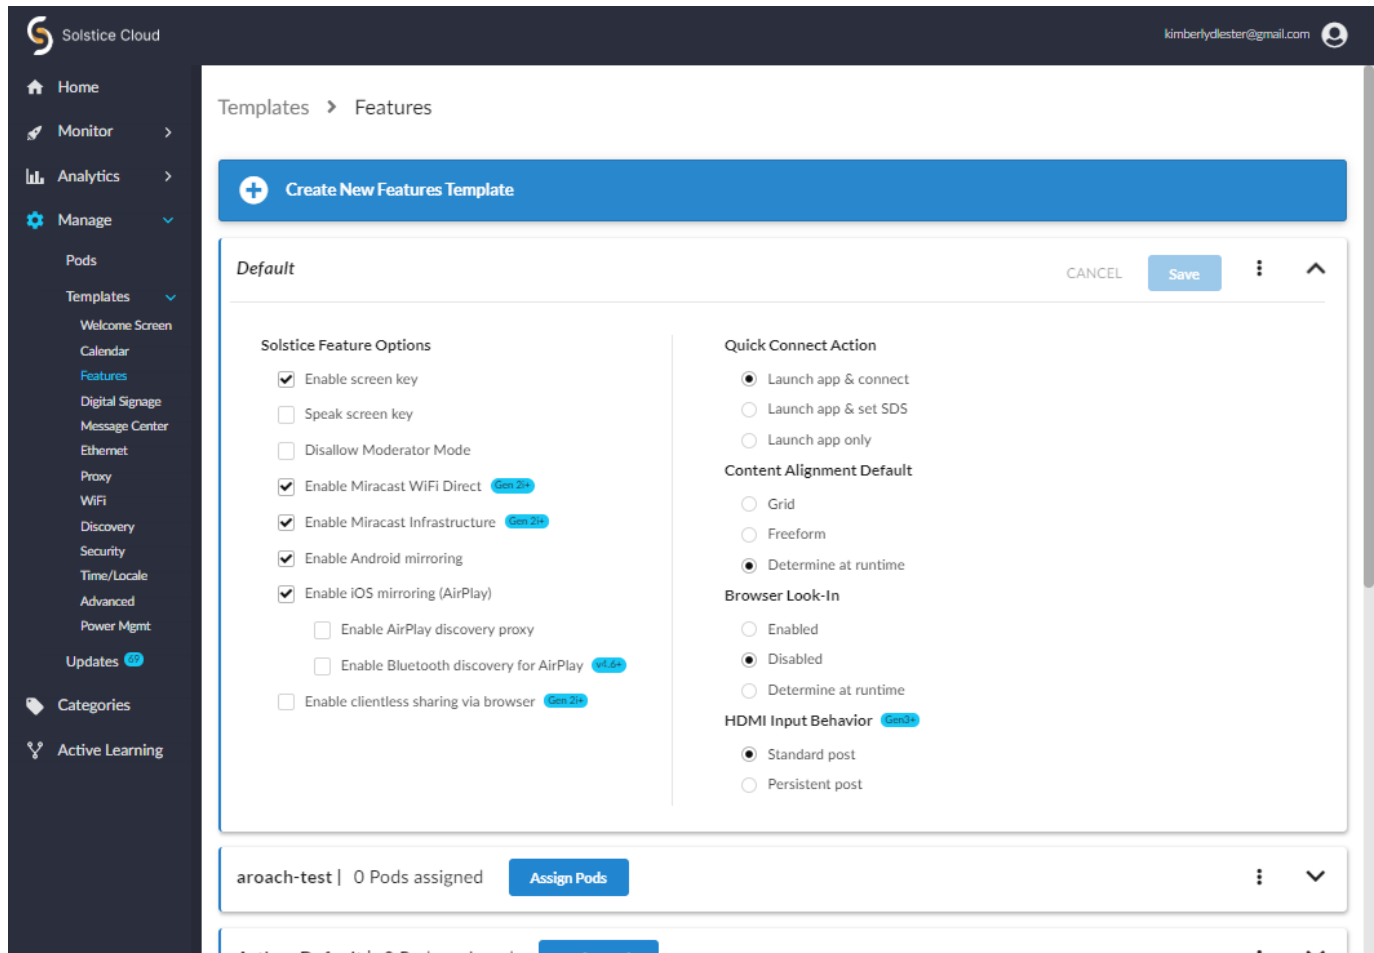 Solstice Cloud
kimberlydlester@gmail.com
Home
Monitor
Analytics
Manage
Pods
Templates
Welcome Screen
Calendar
Features
Digital Signage
Message Center
Ethernet
Proxy
WiFi
Discovery
Security
Time/Locale
Advanced
Power Mgmt
Updates 69
Categories
Active Learning
Templates > Features
Create New Features Template
Default
CANCEL
Save
Solstice Feature Options
Enable screen key
Speak screen key
Disallow Moderator Mode
Enable Miracast WiFi Direct Gen 2i+
Enable Miracast Infrastructure Gen 2i+
Enable Android mirroring
Enable iOS mirroring (AirPlay)
Enable AirPlay discovery proxy
Enable Bluetooth discovery for AirPlay v4.6+
Enable clientless sharing via browser Gen 2i+
Quick Connect Action
Launch app & connect
Launch app & set SDS
Launch app only
Content Alignment Default
Grid
Freeform
Determine at runtime
Browser Look-In
Enabled
Disabled
Determine at runtime
HDMI Input Behavior Gen3+
Standard post
Persistent post
aroach-test | 0 Pods assigned
Assign Pods